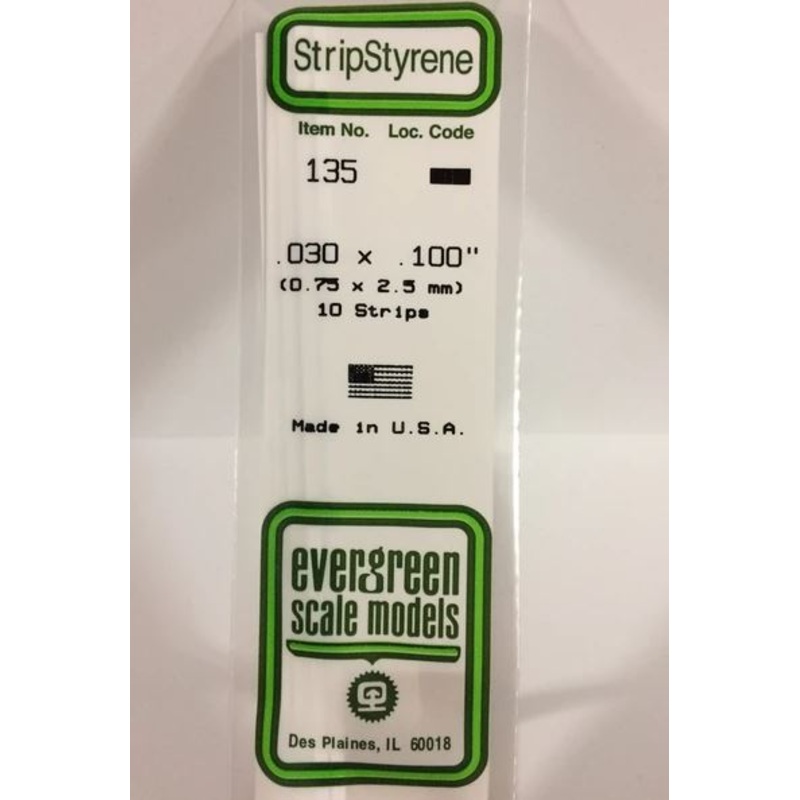 StripStyrene
Item No. Loc. Code
135
.030 x .100"
(0.75 x 2.5 mm)
10 Strips
Made in U.S.A.
evergreen
scale models
Des Plaines, IL 60018